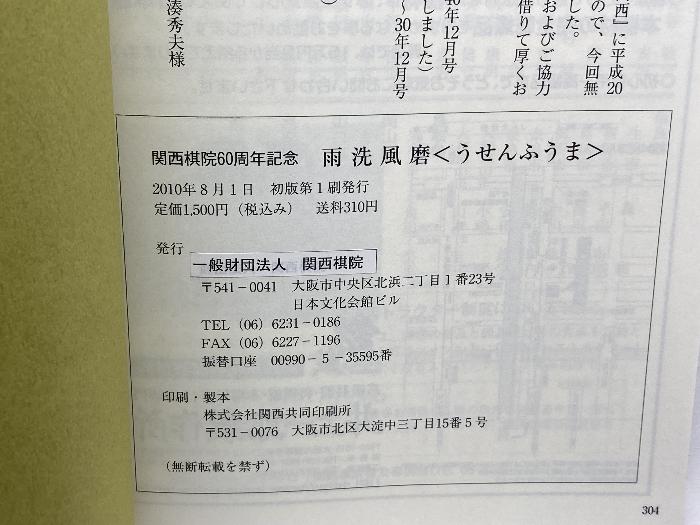 西』に平成20
ので、今回無
した。
およびご協力
借りて厚くお
40年12月号
しました）
～30年12月号
）
湊秀夫様
関西棋院60周年記念　雨洗風磨＜うせんふうま＞
2010年8月1日　初版第1刷発行
定価1,500円（税込み）　送料310円
発行
一般財団法人　関西棋院
〒541－0041　大阪市中央区北浜二丁目1番23号
日本文化会館ビル
TEL（06）6231－0186
FAX（06）6227－1196
振替口座　00990－5－35595番
印刷・製本
株式会社関西共同印刷所
〒531－0076　大阪市北区大淀中三丁目15番5号
（無断転載を禁ず）
304